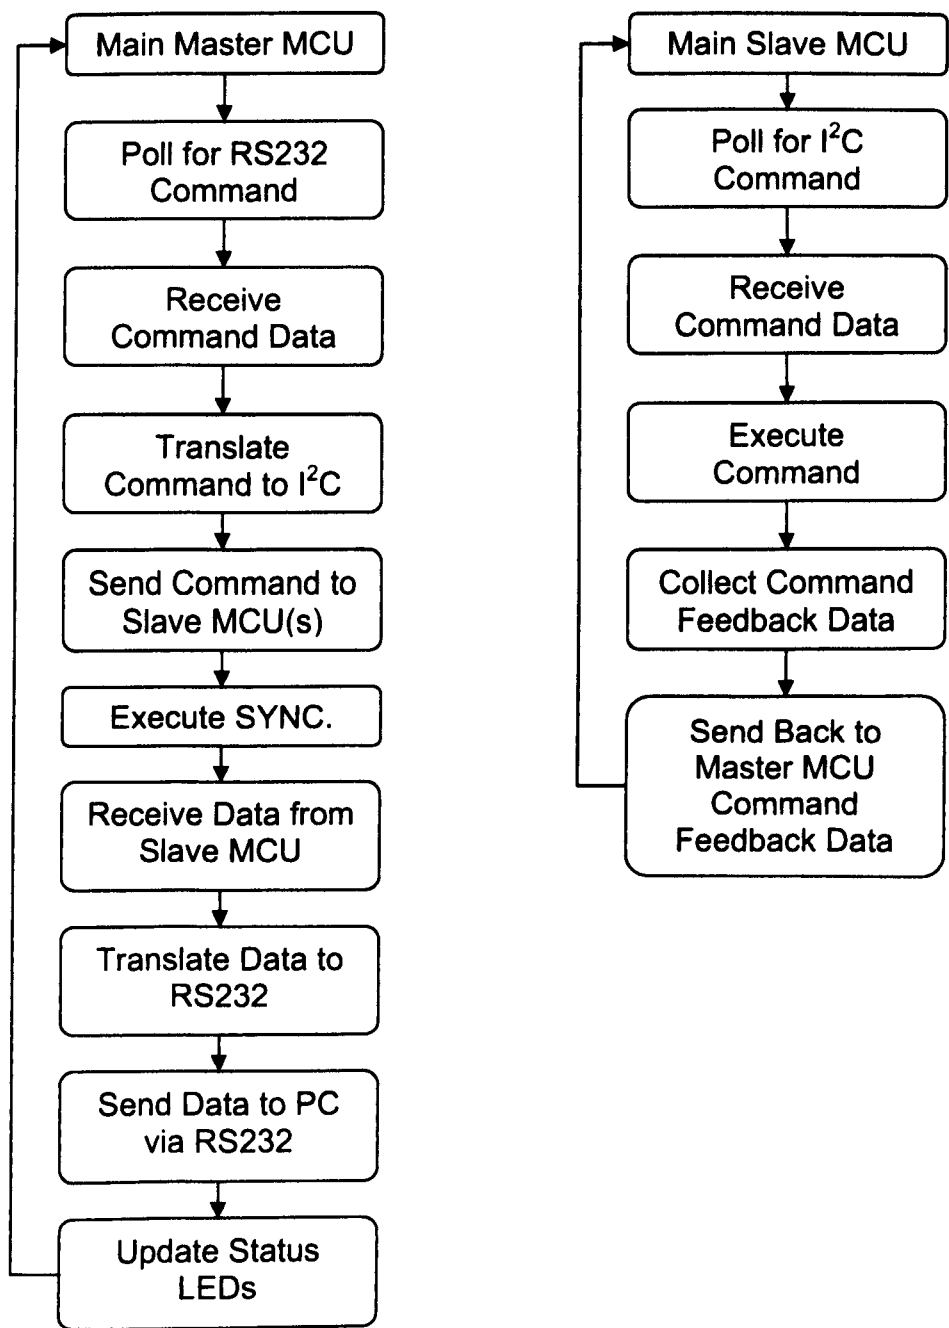 Main Master MCU
Poll for RS232
Command
Receive
Command Data
Translate
Command to I²C
Send Command to
Slave MCU(s)
Execute SYNC.
Receive Data from
Slave MCU
Translate Data to
RS232
Send Data to PC
via RS232
Update Status
LEDs
Main Slave MCU
Poll for I²C
Command
Receive
Command Data
Execute
Command
Collect Command
Feedback Data
Send Back to
Master MCU
Command
Feedback Data